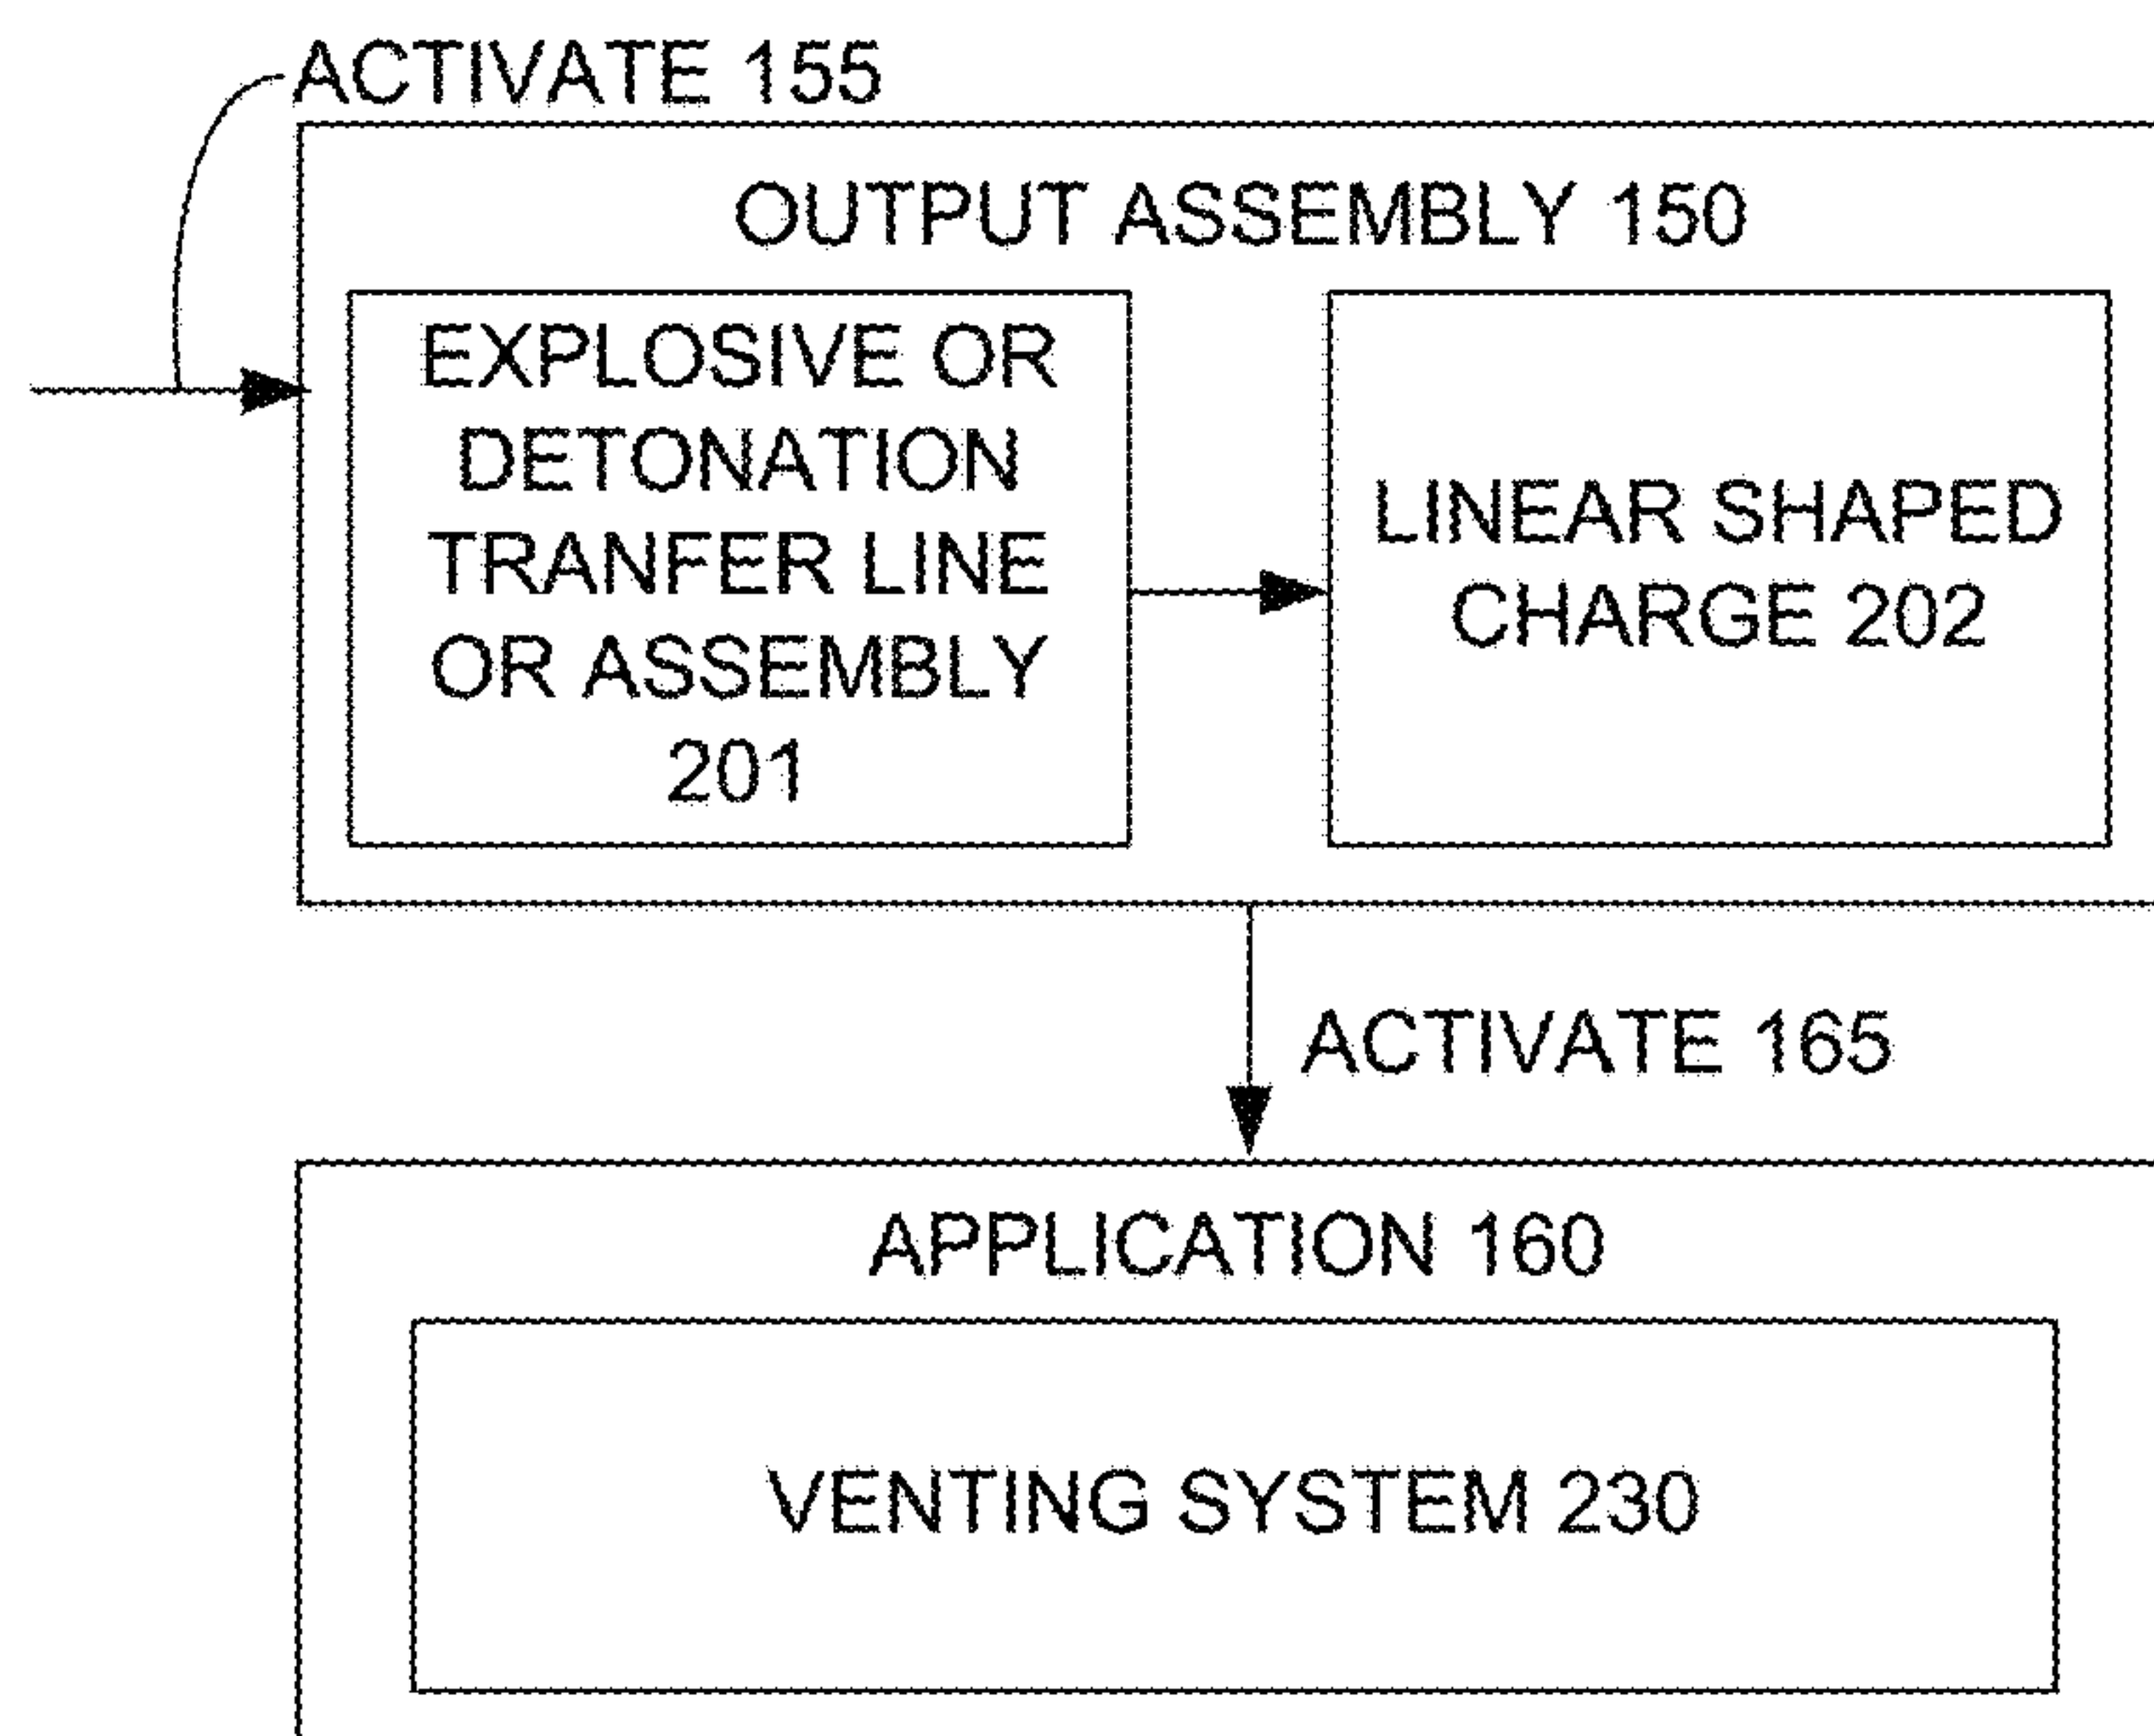 ACTIVATE 155
OUTPUT ASSEMBLY 150
EXPLOSIVE OR
DETONATION
TRANFER LINE
OR ASSEMBLY
201
LINEAR SHAPED
CHARGE 202
ACTIVATE 165
APPLICATION 160
VENTING SYSTEM 230